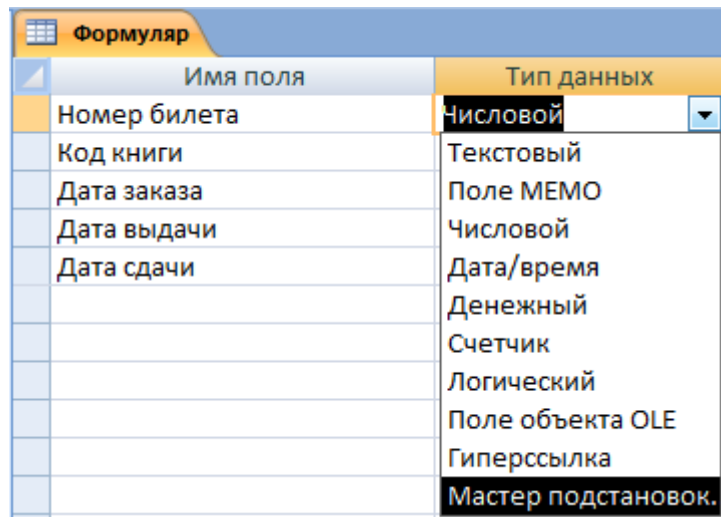 Формуляр
Имя поля Тип данных
Номер билета Числовой
Код книги Текстовый
Дата заказа Поле МЕМО
Дата выдачи Числовой
Дата сдачи Дата/время
Денежный
Счетчик
Логический
Поле объекта OLE
Гиперссылка
Мастер подстановок.